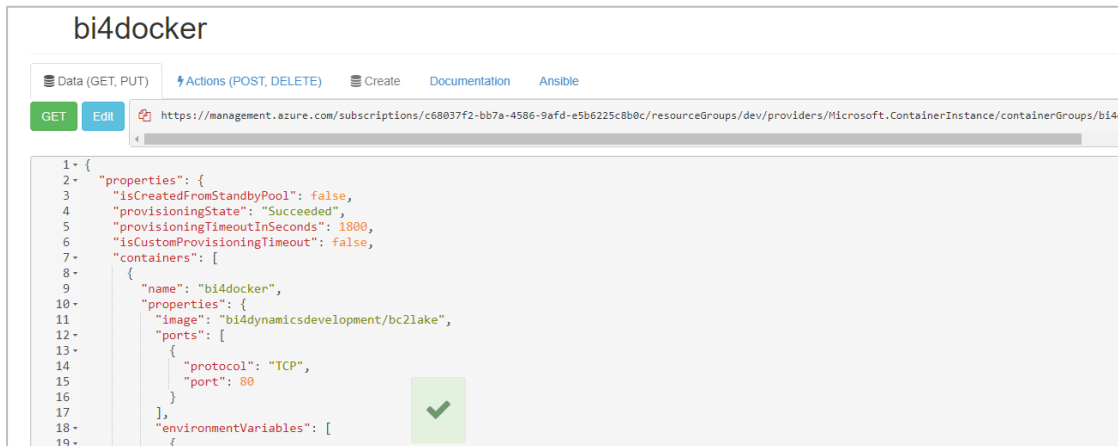 bi4docker
Data (GET, PUT) Actions (POST, DELETE) Create Documentation Ansible
GET Edit https://management.azure.com/subscriptions/c68037f2-bb7a-4586-9afd-e5b6225c8b0c/resourceGroups/dev/providers/Microsoft.ContainerInstance/containerGroups/bi4
1 {
2 "properties": {
3 "isCreatedFromStandbyPool": false,
4 "provisioningState": "Succeeded",
5 "provisioningTimeoutInSeconds": 1800,
6 "isCustomProvisioningTimeout": false,
7 "containers": [
8 {
9 "name": "bi4docker",
10 "properties": {
11 "image": "bi4dynamicsdevelopment/bc2lake",
12 "ports": [
13 {
14 "protocol": "TCP",
15 "port": 80
16 }
17 ],
18 "environmentVariables": [
19 {